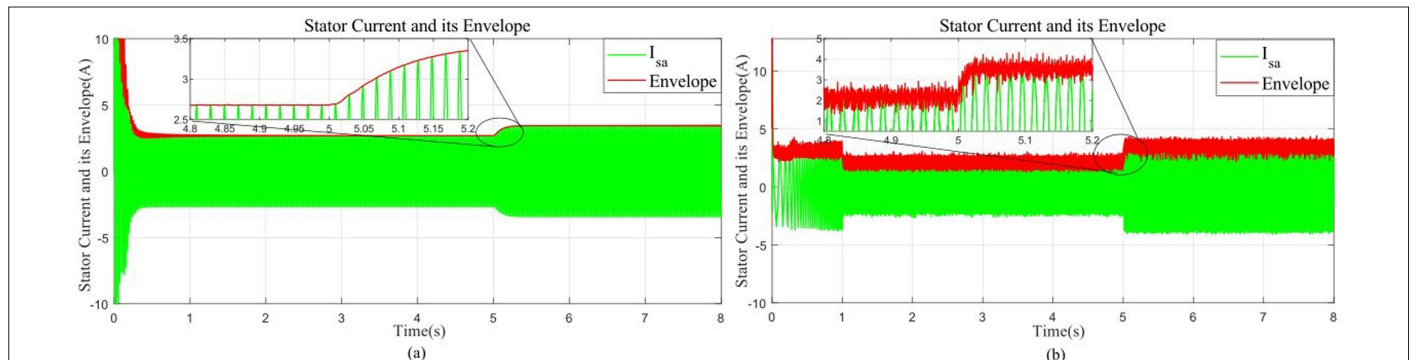 Stator Current and its Envelope
Stator Current and its Envelope(A)
10
5
0
-5
-10
3.5
3
2.5
4.8 4.85 4.9 4.95 5 5.05 5.1 5.15 5.2
I sa
Envelope
0 1 2 3 4 5 6 7 8
Time(s)
(a)
Stator Current and its Envelope
Stator Current and its Envelope(A)
10
5
0
-5
-10
5
4
3
2
1
4.8 4.9 5 5.1 5.2
I sa
Envelope
0 1 2 3 4 5 6 7 8
Time(s)
(b)